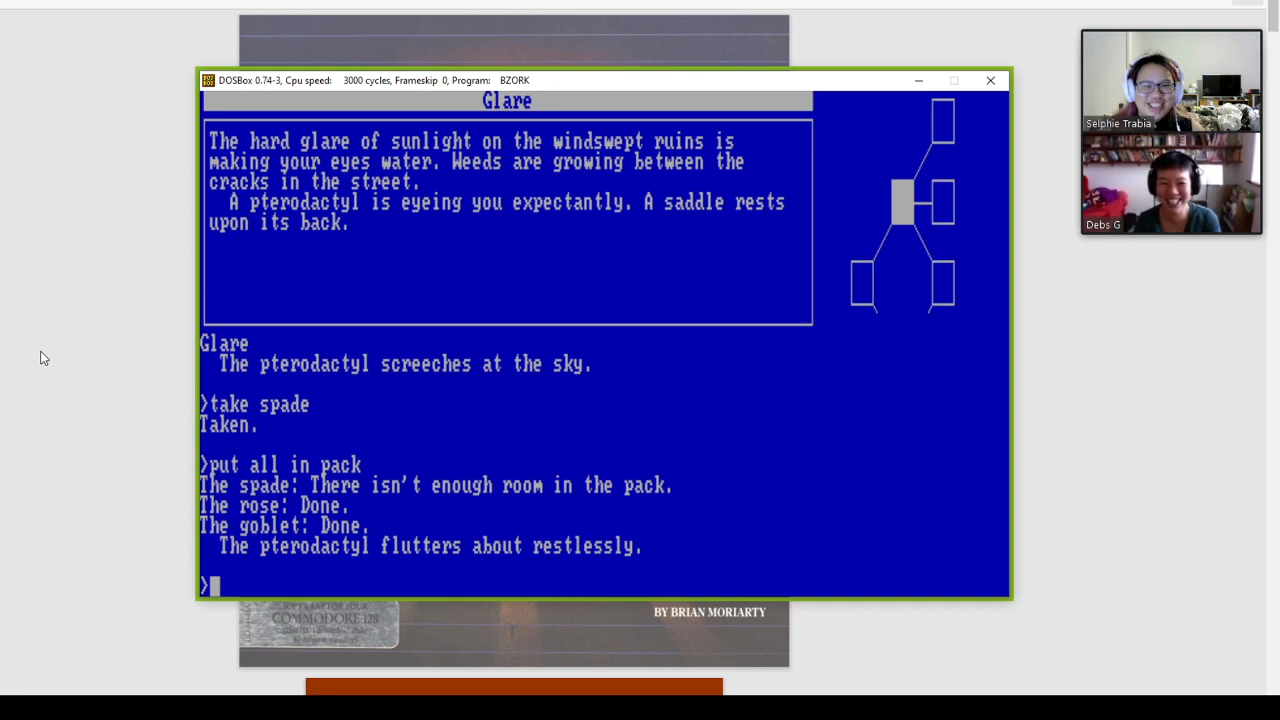 DOSBox 0.74-3, Cpu speed: 3000 cycles, Frameskip 0, Program: BZORK
Glare
The hard glare of sunlight on the windswept ruins is
making your eyes water. Weeds are growing between the
cracks in the street.
A pterodactyl is eyeing you expectantly. A saddle rests
upon its back.
Glare
The pterodactyl screeches at the sky.
>take spade
Taken.
>put all in pack
The spade: There isn't enough room in the pack.
The rose: Done.
The goblet: Done.
The pterodactyl flutters about restlessly.
>
Selphie Trabia
Debs G
SOFTWARE FOR YOUR
COMMODORE 128
BY BRIAN MORIARTY